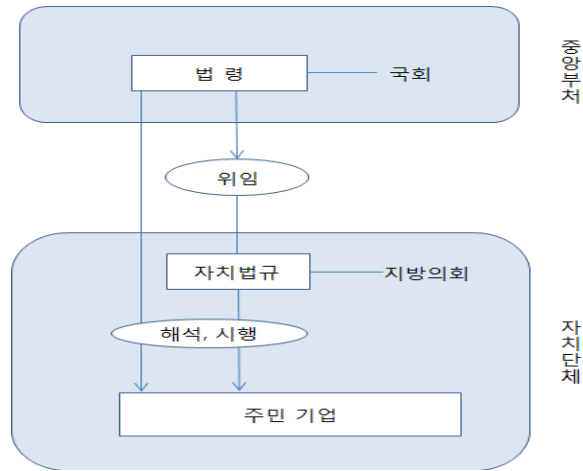 법 령
국회
중앙부처
위임
자치법규
지방의회
해석, 시행
자치단체
주민 기업